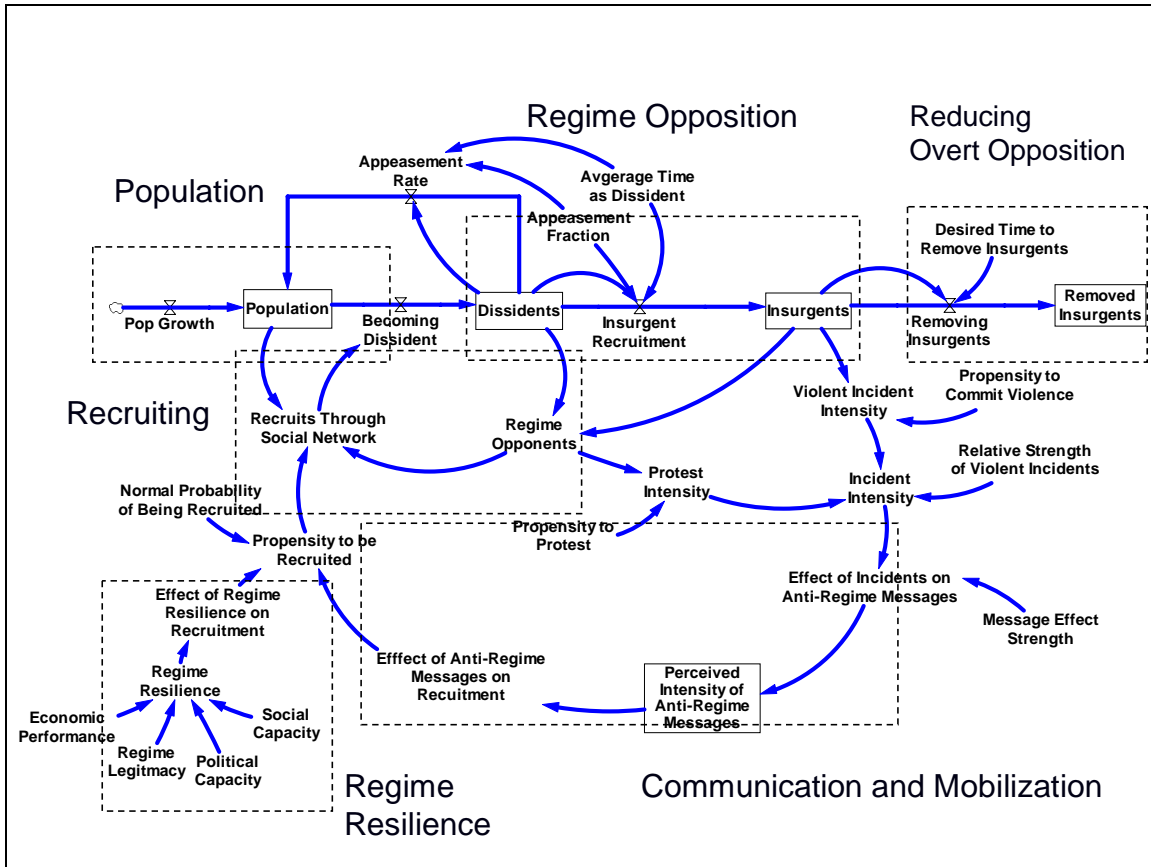 Regime Opposition
Reducing
Overt Opposition
Population
Appeasement
Rate
Avgerage Time
as Dissident
Appeasement
Fraction
Desired Time to
Remove Insurgents
Pop Growth
Population
Becoming
Dissident
Dissidents
Insurgent
Recruitment
Insurgents
Removing
Insurgents
Removed
Insurgents
Recruiting
Recruits Through
Social Network
Regime
Opponents
Violent Incident
Intensity
Propensity to
Commit Violence
Protest
Intensity
Incident
Intensity
Relative Strength
of Violent Incidents
Normal Probability
of Being Recruited
Propensity to
Protest
Propensity to be
Recruited
Effect of Regime
Resilience on
Recruitment
Effect of Incidents on
Anti-Regime Messages
Message Effect
Strength
Regime
Resilience
Efffect of Anti-Regime
Messages on
Recuitment
Perceived
Intensity of
Anti-Regime
Messages
Economic
Performance
Regime
Legitmacy
Political
Capacity
Social
Capacity
Regime
Resilience
Communication and Mobilization